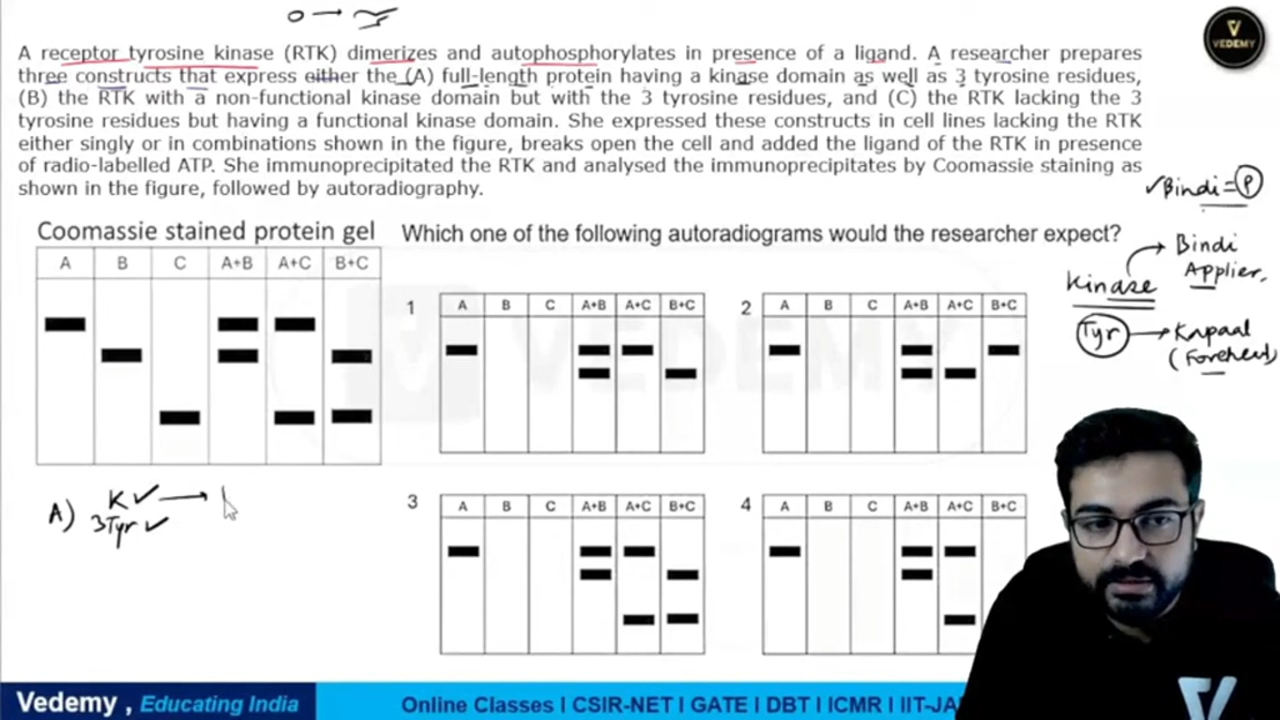 A receptor tyrosine kinase (RTK) dimerizes and autophosphorylates in presence of a ligand. A researcher prepares
three constructs that express either the (A) full-length protein having a kinase domain as well as 3 tyrosine residues,
(B) the RTK with a non-functional kinase domain but with the 3 tyrosine residues, and (C) the RTK lacking the 3
tyrosine residues but having a functional kinase domain. She expressed these constructs in cell lines lacking the RTK
either singly or in combinations shown in the figure, breaks open the cell and added the ligand of the RTK in presence
of radio-labelled ATP. She immunoprecipitated the RTK and analysed the immunoprecipitates by Coomassie staining as
shown in the figure, followed by autoradiography.
VEDEMY
✓Bindi = P
Kinase → Bindi
Applier,
Tyr → Kapaal
(Forehead)
Coomassie stained protein gel
A B C A+B A+C B+C
Which one of the following autoradiograms would the researcher expect?
1
A B C A+B A+C B+C
2
A B C A+B A+C B+C
3
A B C A+B A+C B+C
4
A B C A+B A+C B+C
VEDEMY
A) K ✓ →
3Tyr ✓
Vedemy , Educating India
Online Classes I CSIR-NET I GATE I DBT I ICMR I IIT-JA